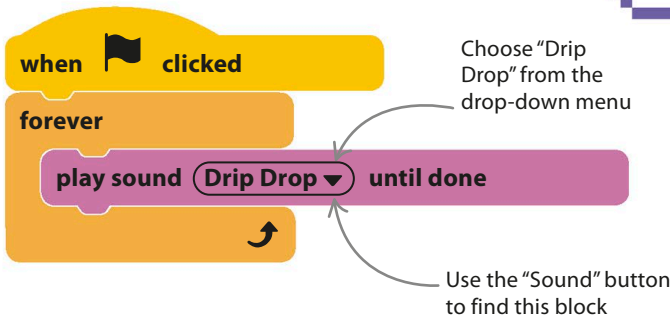 Choose “Drip
Drop” from the
drop-down menu
when clicked
forever
play sound Drip Drop until done
Use the “Sound” button
to find this block